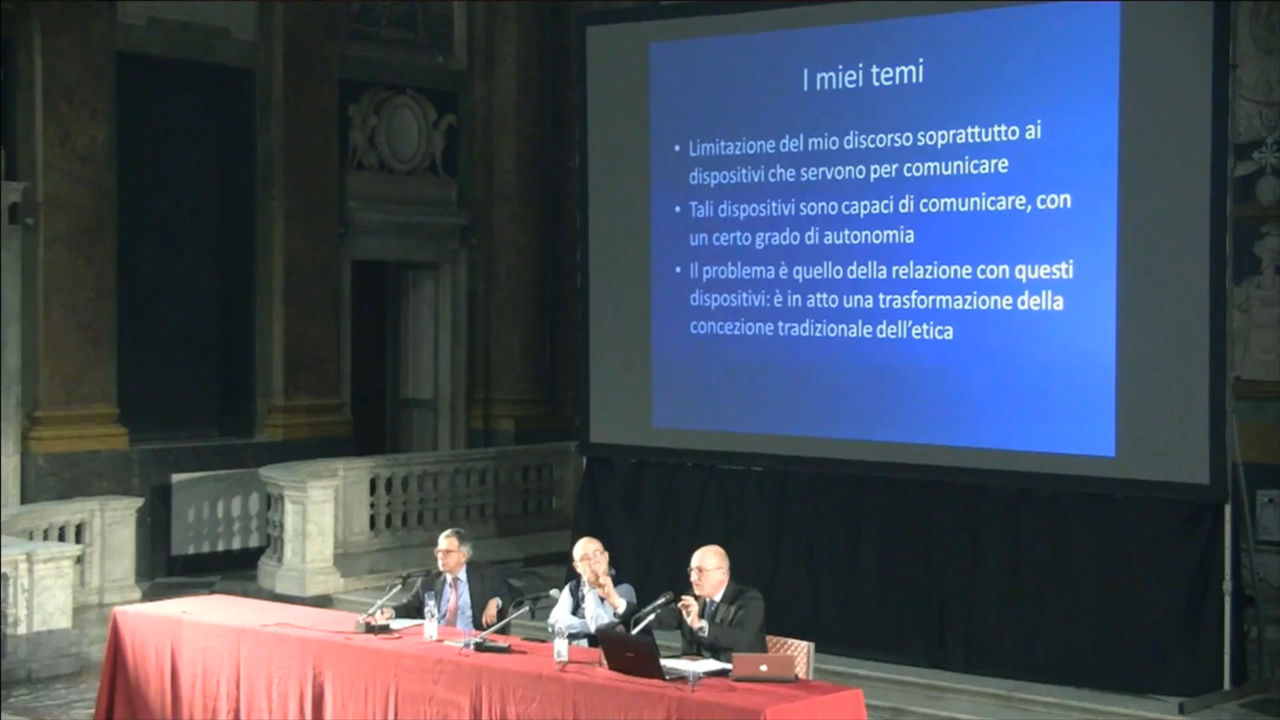 I miei temi
• Limitazione del mio discorso soprattutto ai
dispositivi che servono per comunicare
• Tali dispositivi sono capaci di comunicare, con
un certo grado di autonomia
• Il problema è quello della relazione con questi
dispositivi: è in atto una trasformazione della
concezione tradizionale dell'etica